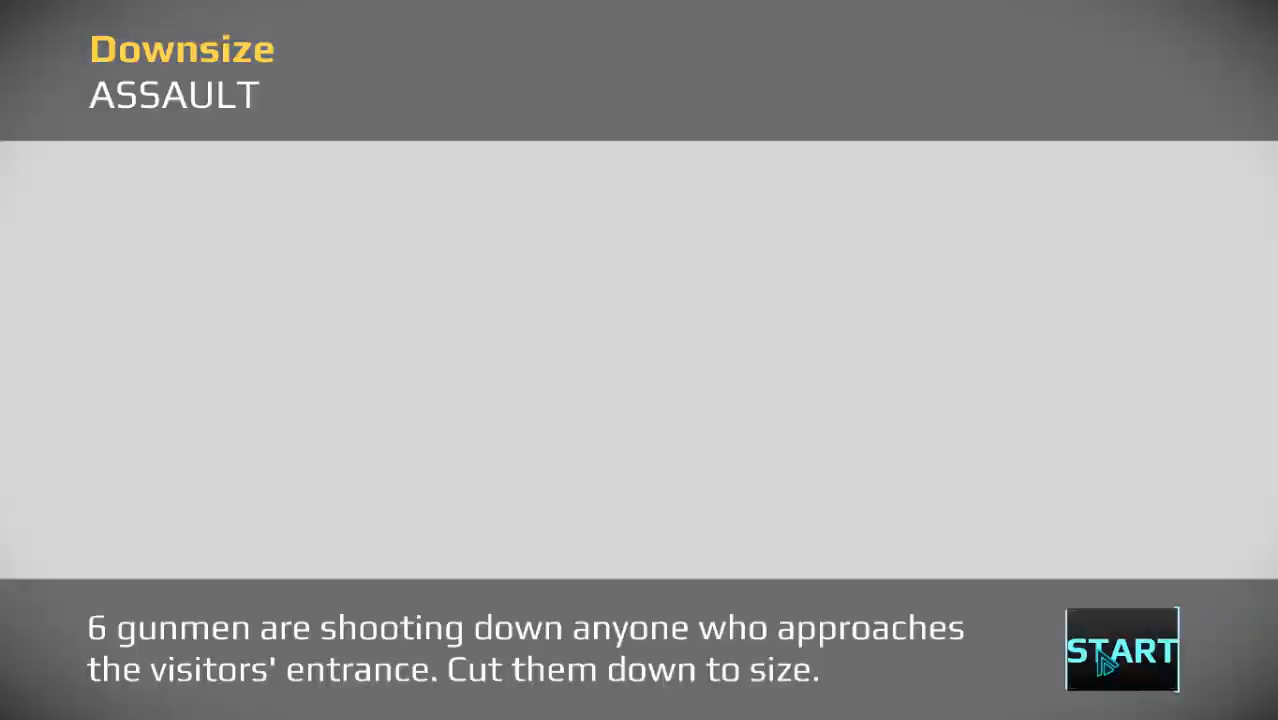 Downsize
ASSAULT
6 gunmen are shooting down anyone who approaches
the visitors' entrance. Cut them down to size.
START